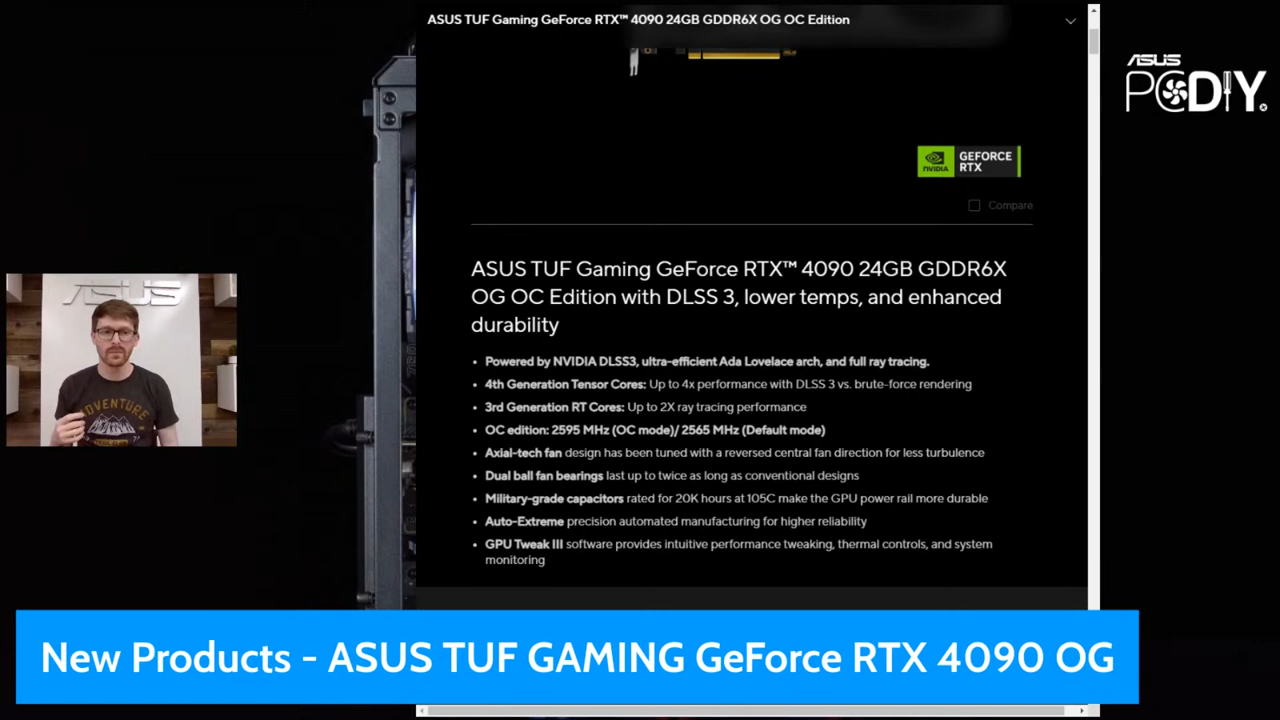 ASUS TUF Gaming GeForce RTX™ 4090 24GB GDDR6X OG OC Edition
ASUS
PCDIY.
NVIDIA
GEFORCE
RTX
Compare
ASUS TUF Gaming GeForce RTX™ 4090 24GB GDDR6X
OG OC Edition with DLSS 3, lower temps, and enhanced
durability
• Powered by NVIDIA DLSS3, ultra-efficient Ada Lovelace arch, and full ray tracing.
• 4th Generation Tensor Cores: Up to 4x performance with DLSS 3 vs. brute-force rendering
• 3rd Generation RT Cores: Up to 2X ray tracing performance
• OC edition: 2595 MHz (OC mode)/ 2565 MHz (Default mode)
• Axial-tech fan design has been tuned with a reversed central fan direction for less turbulence
• Dual ball fan bearings last up to twice as long as conventional designs
• Military-grade capacitors rated for 20K hours at 105C make the GPU power rail more durable
• Auto-Extreme precision automated manufacturing for higher reliability
• GPU Tweak III software provides intuitive performance tweaking, thermal controls, and system
monitoring
ASUS
ADVENTURE
New Products - ASUS TUF GAMING GeForce RTX 4090 OG